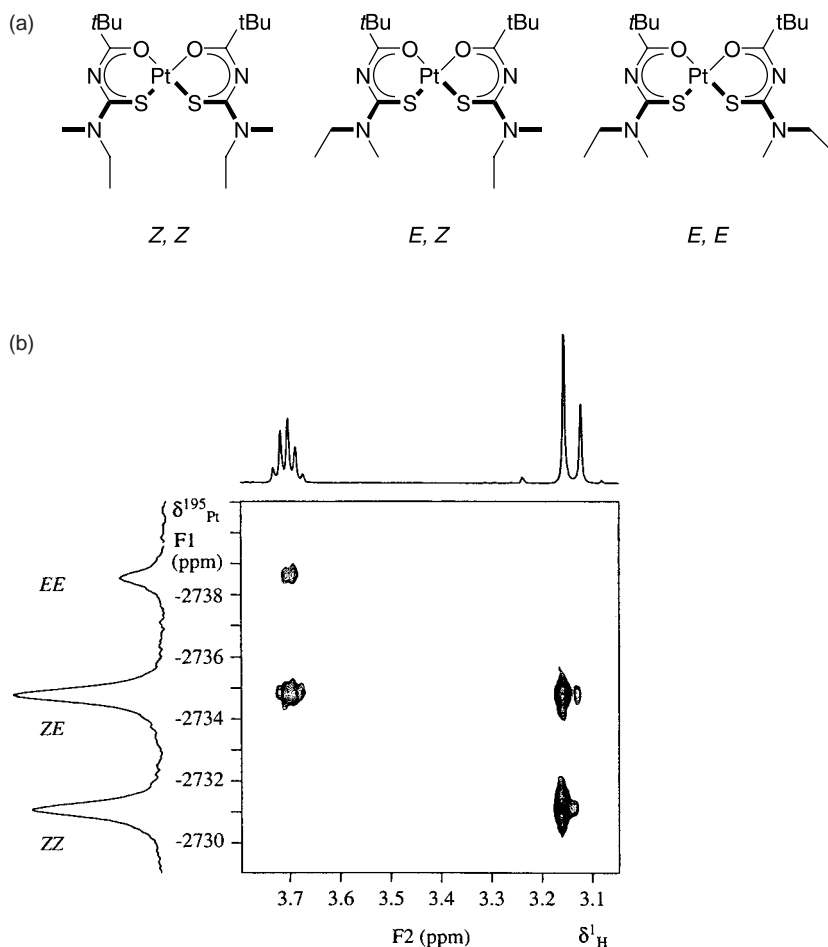 (a)
tBu tBu tBu tBu tBu tBu
O O O O O O
N Pt N N Pt N N Pt N
S S S S S S
N N N N N N
Z, Z E, Z E, E
(b)
δ195Pt
F1
(ppm)
EE
-2738
-2736
-2734
ZE
-2732
-2730
ZZ
3.7 3.6 3.5 3.4 3.3 3.2 3.1
F2 (ppm) δ1H